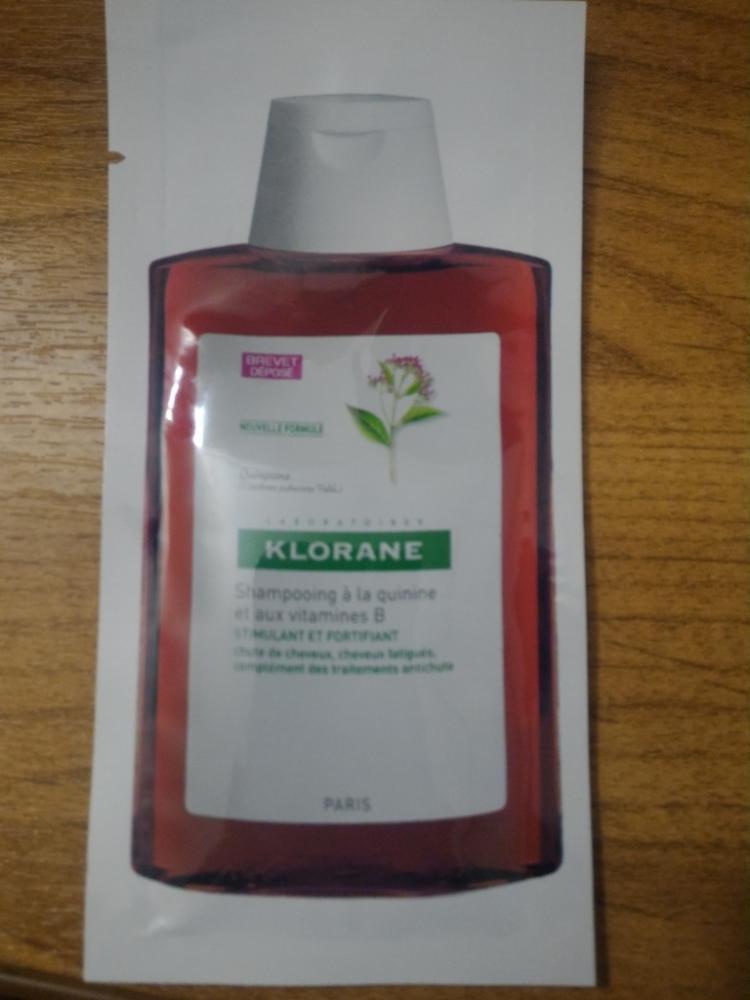 BREVET
DÉPOSÉ
NOUVELLE FORMULE
LABORATOIRES
KLORANE
Shampooing à la quinine
et aux vitamines B
STIMULANT ET FORTIFIANT
chute de cheveux, cheveux fatigués,
complément des traitements antichute
PARIS